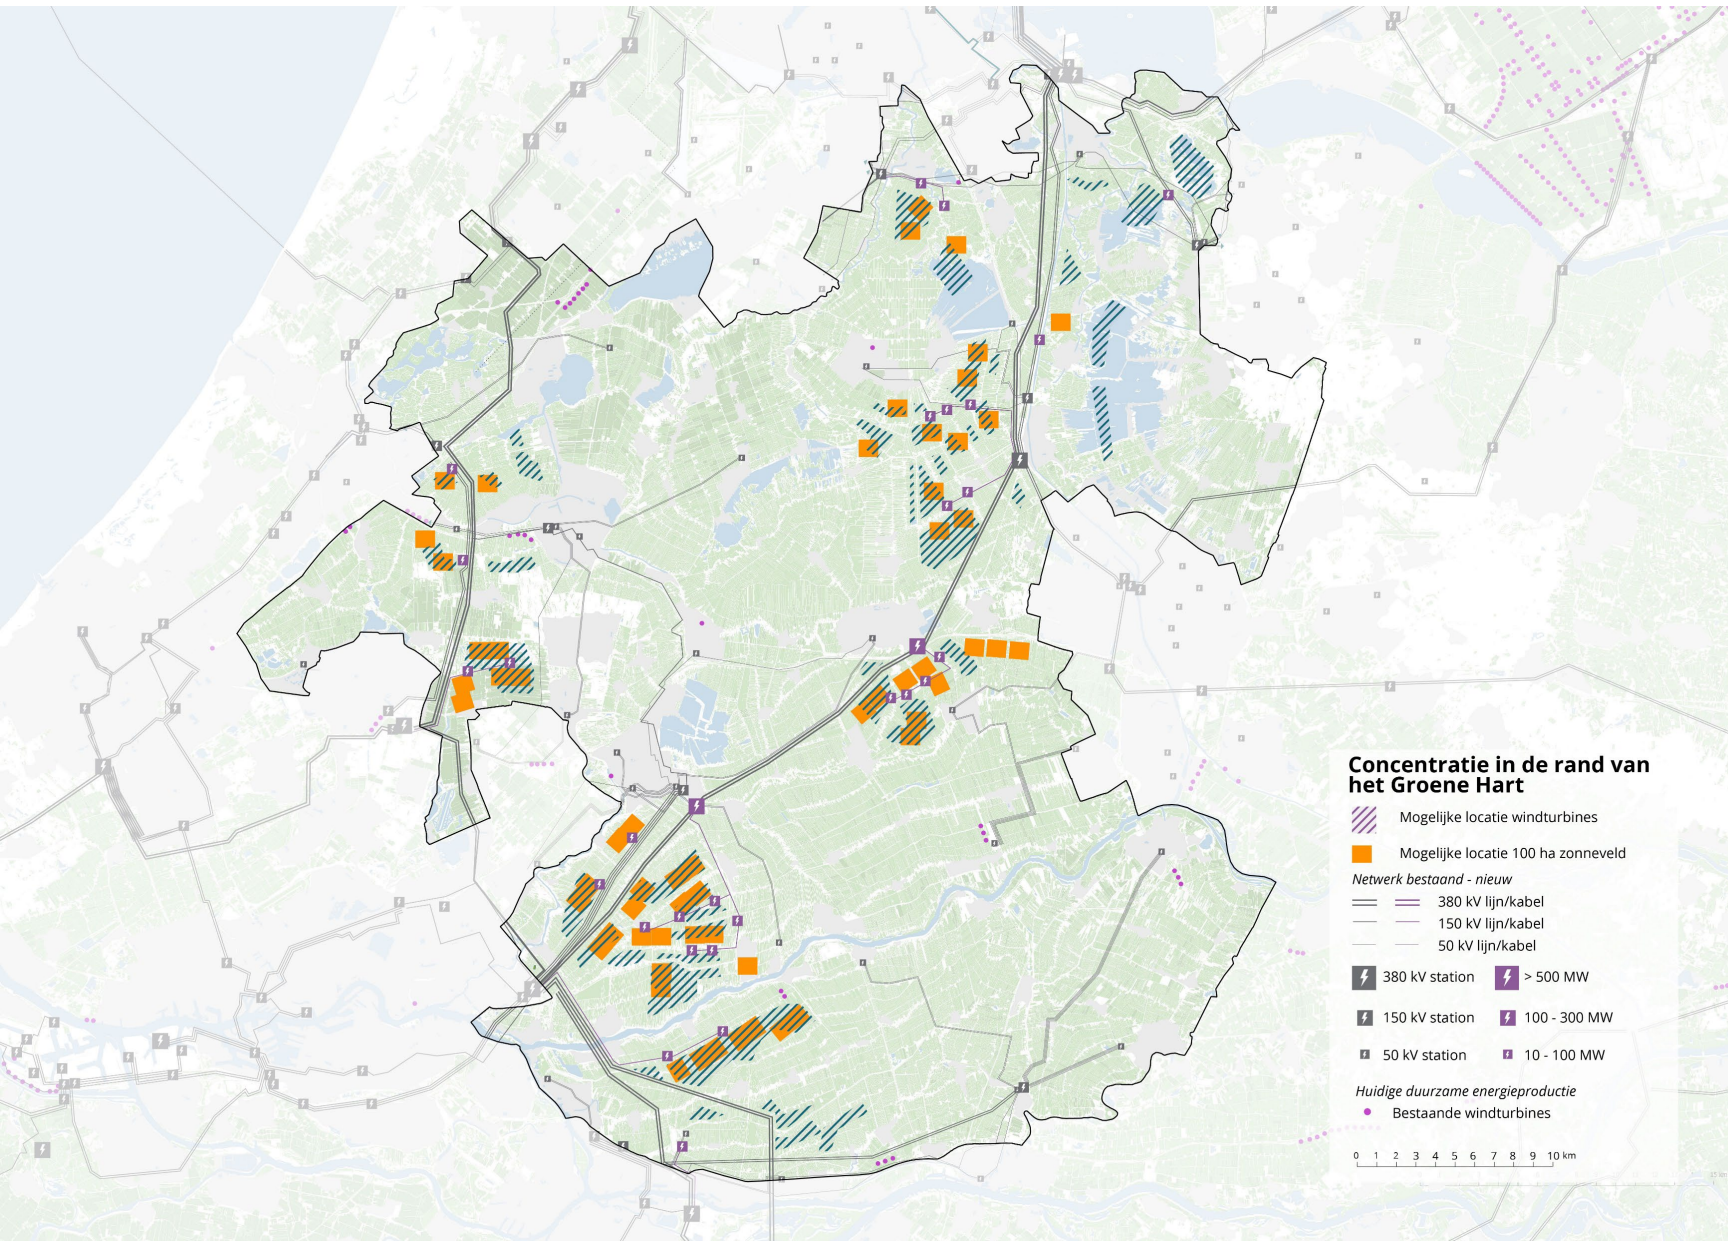 Concentratie in de rand van
het Groene Hart
Mogelijke locatie windturbines
Mogelijke locatie 100 ha zonneveld
Netwerk bestaand - nieuw
380 kV lijn/kabel
150 kV lijn/kabel
50 kV lijn/kabel
380 kV station > 500 MW
150 kV station 100 - 300 MW
50 kV station 10 - 100 MW
Huidige duurzame energieproductie
Bestaande windturbines
0 1 2 3 4 5 6 7 8 9 10 km